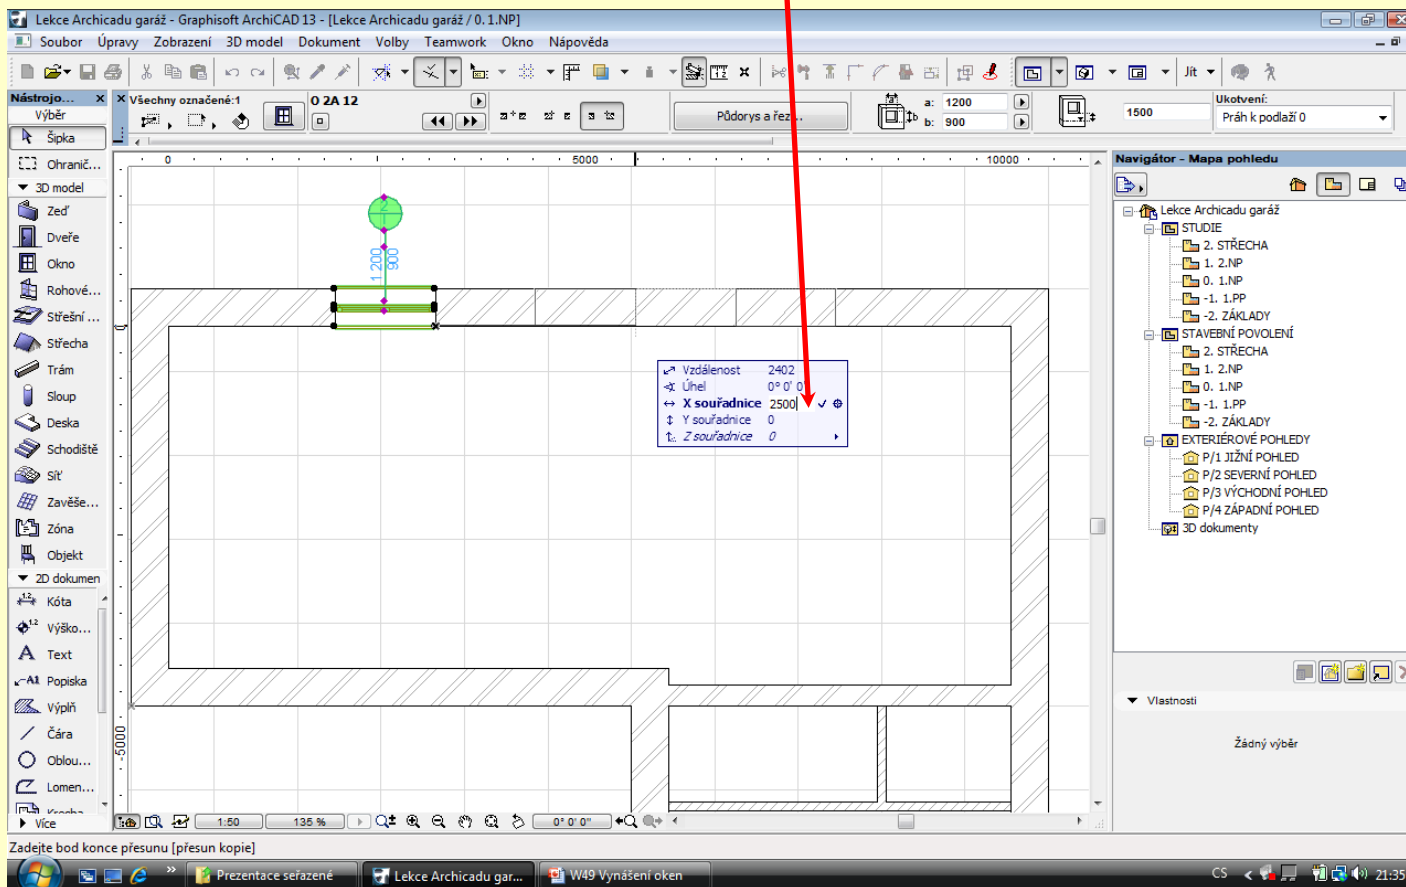 Lekce Archicadu garáž - Graphisoft ArchiCAD 13 - [Lekce Archicadu garáž / 0. 1.NP]
Soubor Úpravy Zobrazení 3D model Dokument Volby Teamwork Okno Nápověda
Jít
Nástrojo...
Výběr
Šipka
Ohranič...
3D model
Zeď
Dveře
Okno
Rohové...
Střešní ...
Střecha
Trám
Sloup
Deska
Schodiště
Síť
Zavěše...
Zóna
Objekt
2D dokumen
Kóta
Výško...
Text
Popiska
Výplň
Čára
Oblou...
Lomen...
Více
Všechny označené:1
O 2A 12
Půdorys a řez...
a: 1200
b: 900
1500
Ukotvení:
Práh k podlaží 0
0 5000 10000
-5000
2
1 200
900
Vzdálenost 2402
Úhel 0° 0' 0
X souřadnice 2500
Y souřadnice 0
Z souřadnice 0
Navigátor - Mapa pohledu
Lekce Archicadu garáž
STUDIE
2. STŘECHA
1. 2.NP
0. 1.NP
-1. 1.PP
-2. ZÁKLADY
STAVEBNÍ POVOLENÍ
2. STŘECHA
1. 2.NP
0. 1.NP
-1. 1.PP
-2. ZÁKLADY
EXTERIÉROVÉ POHLEDY
P/1 JIŽNÍ POHLED
P/2 SEVERNÍ POHLED
P/3 VÝCHODNÍ POHLED
P/4 ZÁPADNÍ POHLED
3D dokumenty
Vlastnosti
Žádný výběr
1:50 135 % 0° 0' 0"
Zadejte bod konce přesunu [přesun kopie]
Prezentace seřazené
Lekce Archicadu gar...
W49 Vynášení oken
CS
21:35